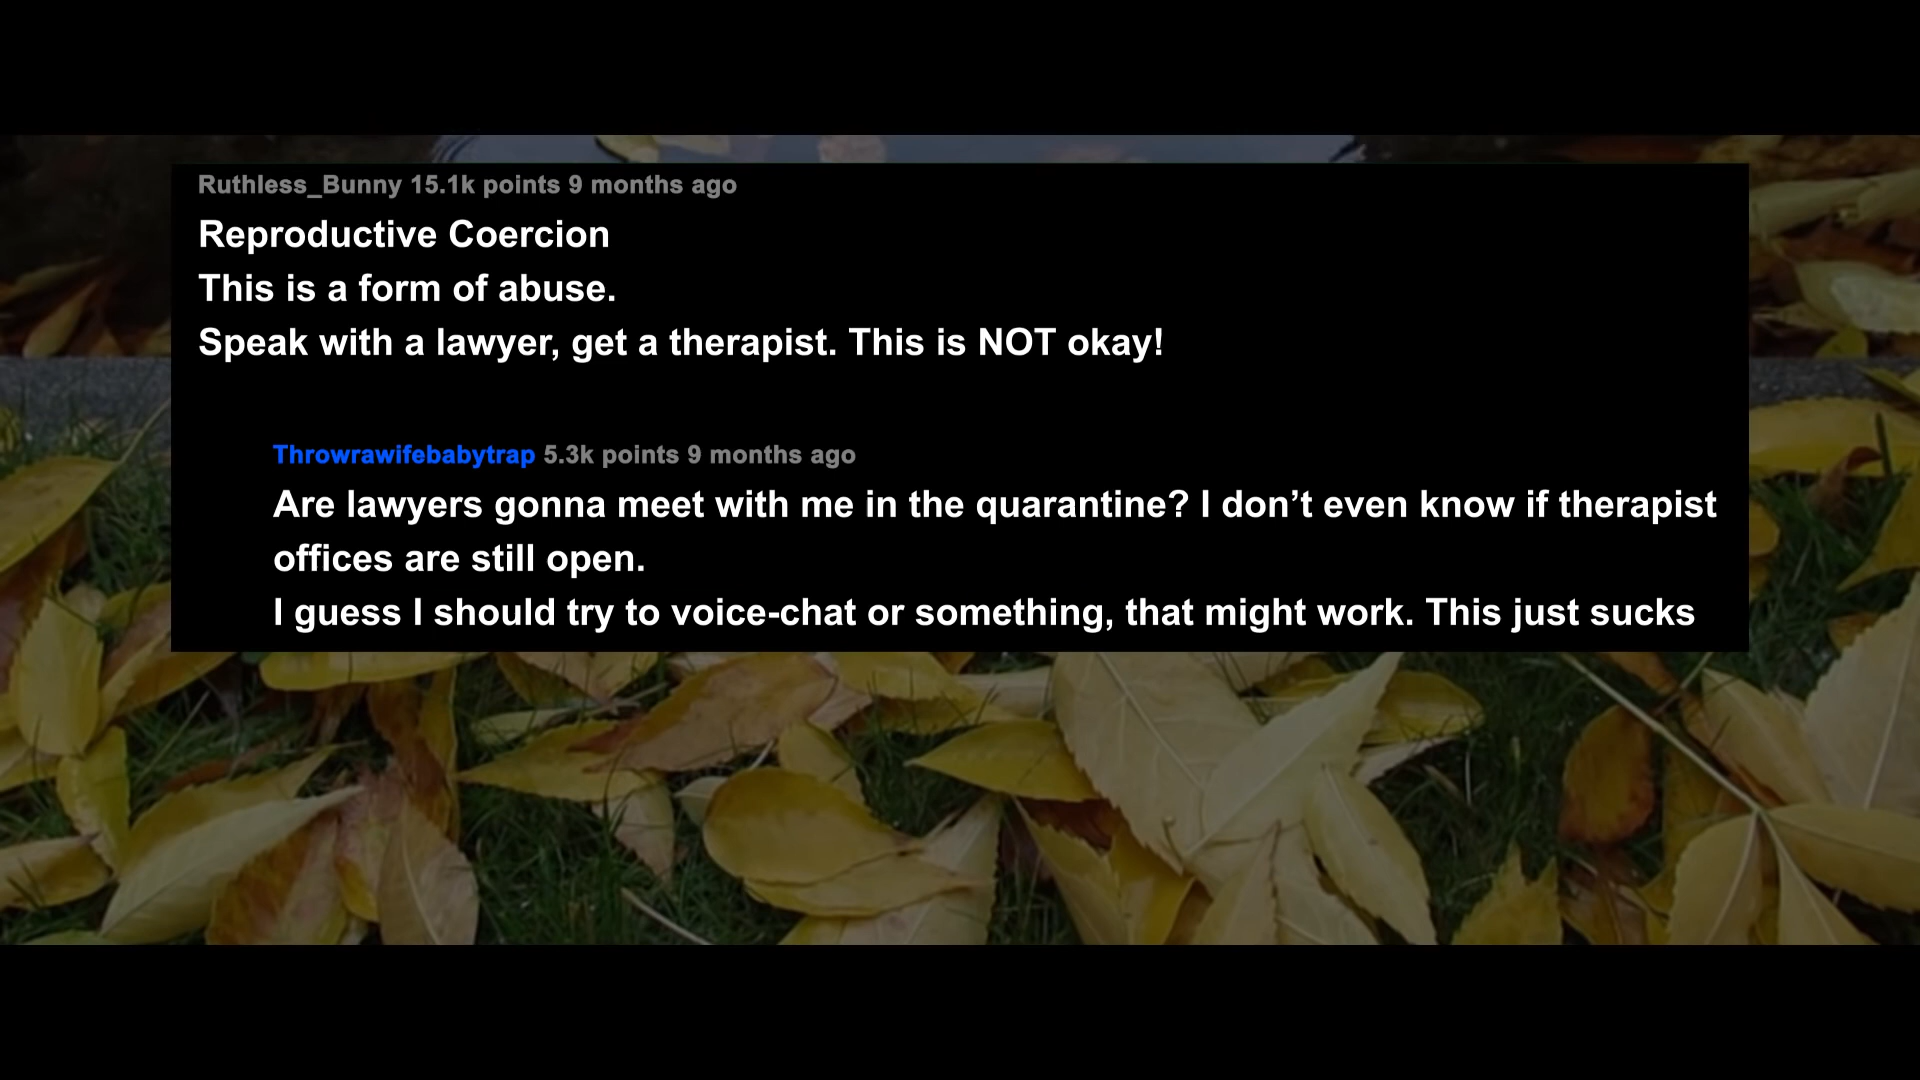 Ruthless_Bunny 15.1k points 9 months ago
Reproductive Coercion
This is a form of abuse.
Speak with a lawyer, get a therapist. This is NOT okay!
Throwrawifebabytrap 5.3k points 9 months ago
Are lawyers gonna meet with me in the quarantine? I don’t even know if therapist
offices are still open.
I guess I should try to voice-chat or something, that might work. This just sucks